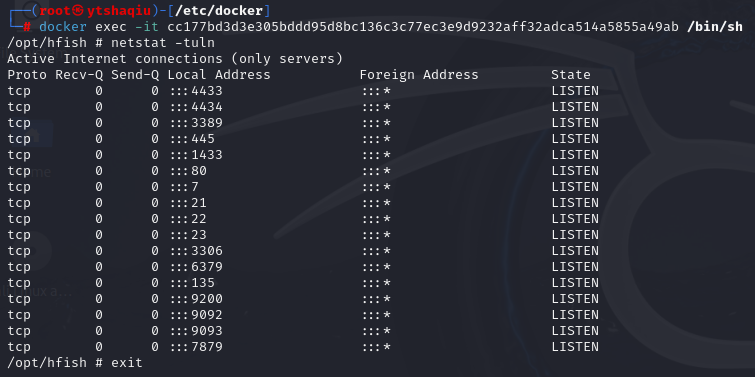 ┌──(root㉿ytshaqiu)-[/etc/docker]
└─# docker exec -it cc177bd3d3e305bddd95d8bc136c3c77ec3e9d9232aff32adca514a5855a49ab /bin/sh
/opt/hfish # netstat -tuln
Active Internet connections (only servers)
Proto Recv-Q Send-Q Local Address           Foreign Address         State
tcp        0      0 :::4433                 :::*                    LISTEN
tcp        0      0 :::4434                 :::*                    LISTEN
tcp        0      0 :::3389                 :::*                    LISTEN
tcp        0      0 :::445                  :::*                    LISTEN
tcp        0      0 :::1433                 :::*                    LISTEN
tcp        0      0 :::80                   :::*                    LISTEN
tcp        0      0 :::7                    :::*                    LISTEN
tcp        0      0 :::21                   :::*                    LISTEN
tcp        0      0 :::22                   :::*                    LISTEN
tcp        0      0 :::23                   :::*                    LISTEN
tcp        0      0 :::3306                 :::*                    LISTEN
tcp        0      0 :::6379                 :::*                    LISTEN
tcp        0      0 :::135                  :::*                    LISTEN
tcp        0      0 :::9200                 :::*                    LISTEN
tcp        0      0 :::9092                 :::*                    LISTEN
tcp        0      0 :::9093                 :::*                    LISTEN
tcp        0      0 :::7879                 :::*                    LISTEN
/opt/hfish # exit